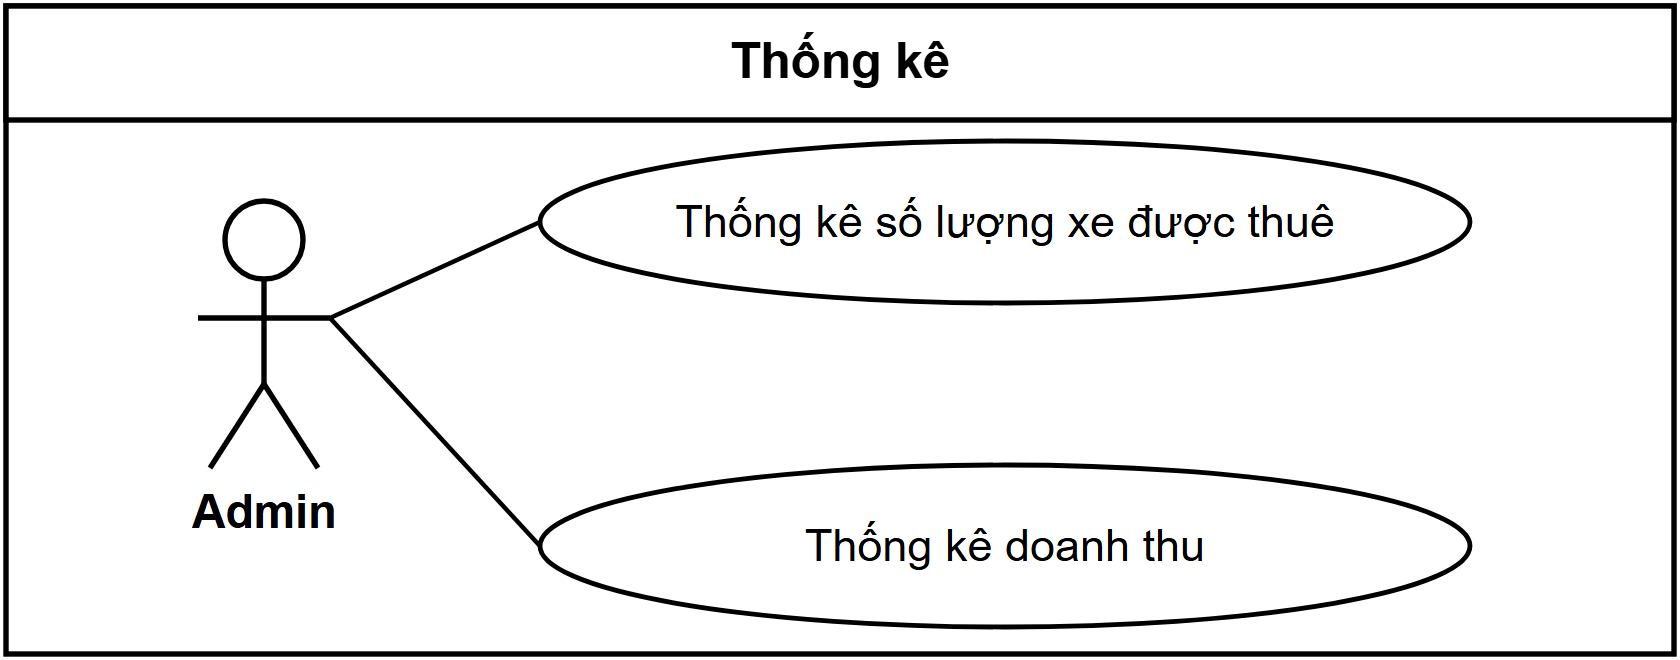 Thống kê
Thống kê số lượng xe được thuê
Admin
Thống kê doanh thu